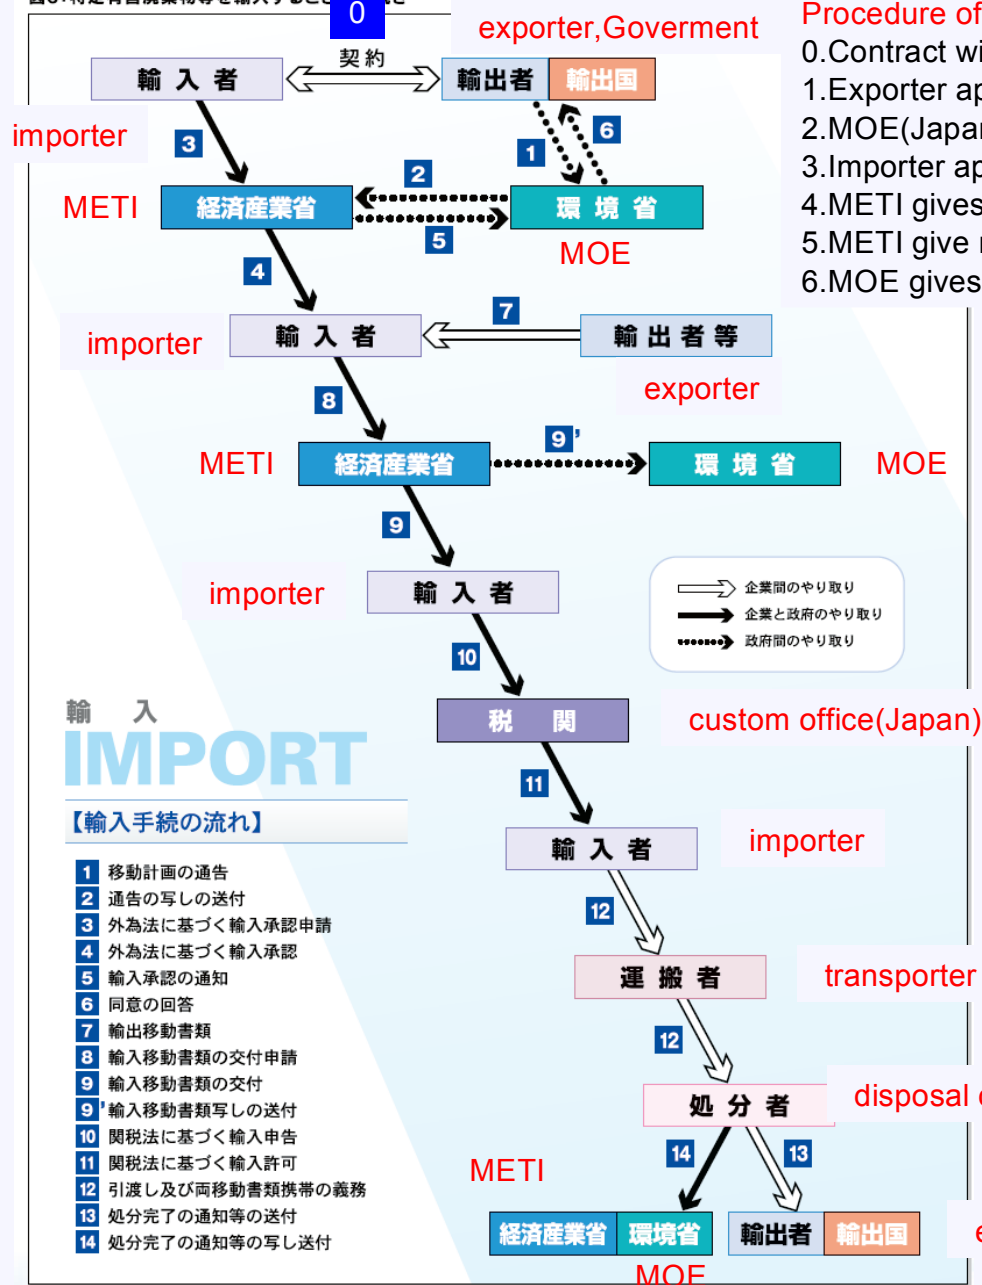 0
exporter,Goverment
Procedure of
契約
輸入者
輸出者 輸出国
0.Contract wi
importer
1.Exporter ap
3
1
6
2.MOE(Japan
3.Importer ap
2
METI
経済産業省
環境省
4.METI gives
5
MOE
5.METI give
4
6.MOE gives
7
importer
輸入者
輸出者等
exporter
8
9’
METI
経済産業省
環境省
MOE
9
importer
輸入者
企業間のやり取り
企業と政府のやり取り
政府間のやり取り
10
輸入
IMPORT
税関
custom office(Japan)
11
【輸入手続の流れ】
輸入者
importer
1 移動計画の通告
2 通告の写しの送付
3 外為法に基づく輸入承認申請
4 外為法に基づく輸入承認
5 輸入承認の通知
6 同意の回答
7 輸出移動書類
8 輸入移動書類の交付申請
9 輸入移動書類の交付
9’ 輸入移動書類写しの送付
10 関税法に基づく輸入申告
11 関税法に基づく輸入許可
12 引渡し及び両移動書類携帯の義務
13 処分完了の通知等の送付
14 処分完了の通知等の写し送付
12
運搬者
transporter
12
処分者
disposal
14
13
METI
経済産業省 環境省
輸出者 輸出国
MOE